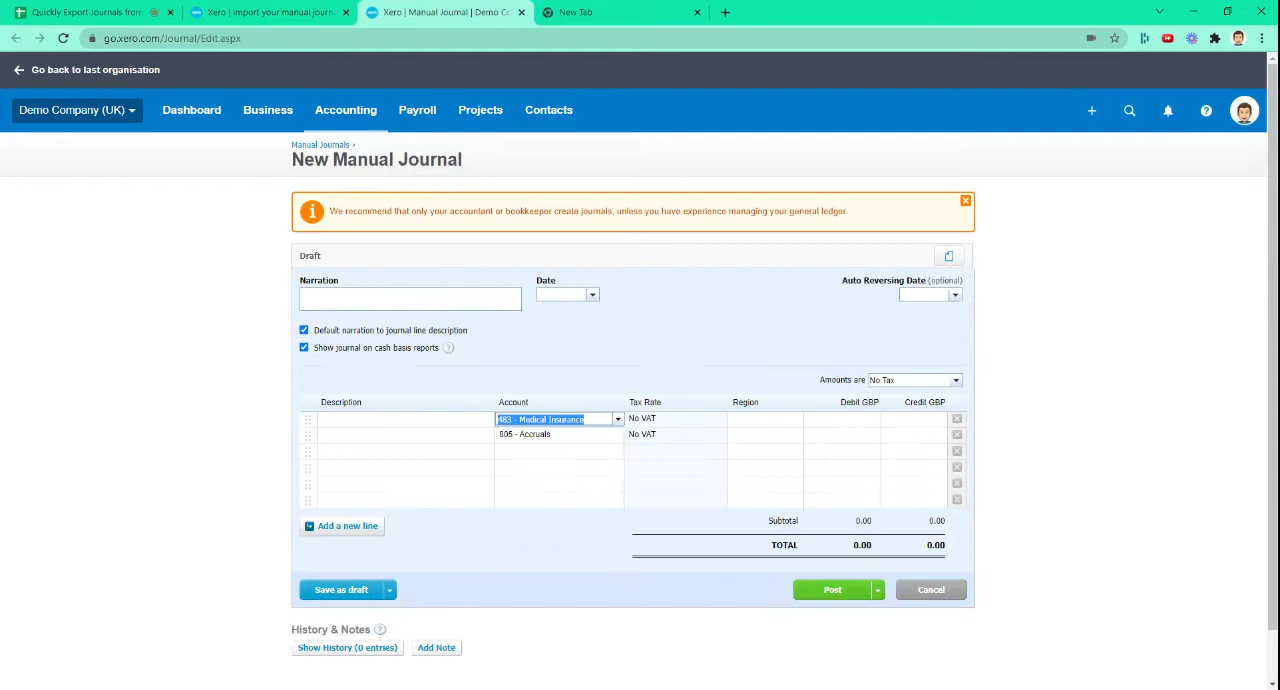 Quickly Export Journals from
Xero | Import your manual journ
Xero | Manual Journal | Demo Co
New Tab
go.xero.com/Journal/Edit.aspx
Go back to last organisation
Demo Company (UK)
Dashboard
Business
Accounting
Payroll
Projects
Contacts
Manual Journals ›
New Manual Journal
We recommend that only your accountant or bookkeeper create journals, unless you have experience managing your general ledger.
Draft
Narration
Date
Auto Reversing Date (optional)
Default narration to journal line description
Show journal on cash basis reports ?
Amounts are No Tax
Description Account Tax Rate Region Debit GBP Credit GBP
483 - Medical Insurance No VAT
805 - Accruals No VAT
Add a new line
Subtotal 0.00 0.00
TOTAL 0.00 0.00
Save as draft
Post
Cancel
History & Notes ?
Show History (0 entries)
Add Note